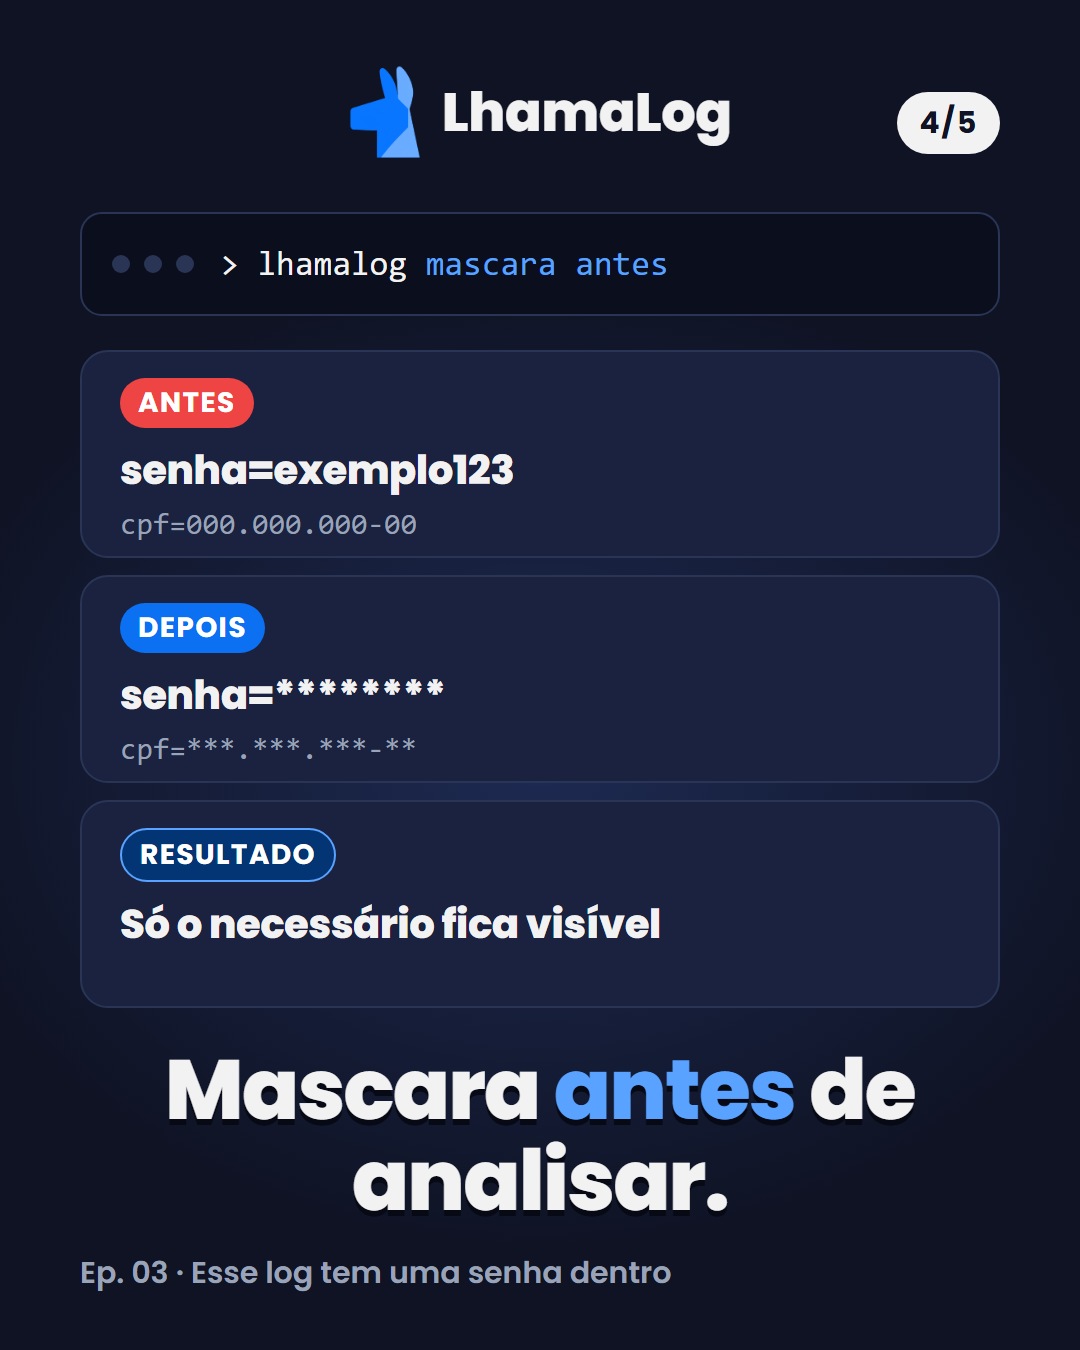 LhamaLog
4/5
> lhamalog mascara antes
ANTES
senha=exemplo123
cpf=000.000.000-00
DEPOIS
senha=********
cpf=***.***.***-**
RESULTADO
Só o necessário fica visível
Mascara antes de
analisar.
Ep. 03 · Esse log tem uma senha dentro